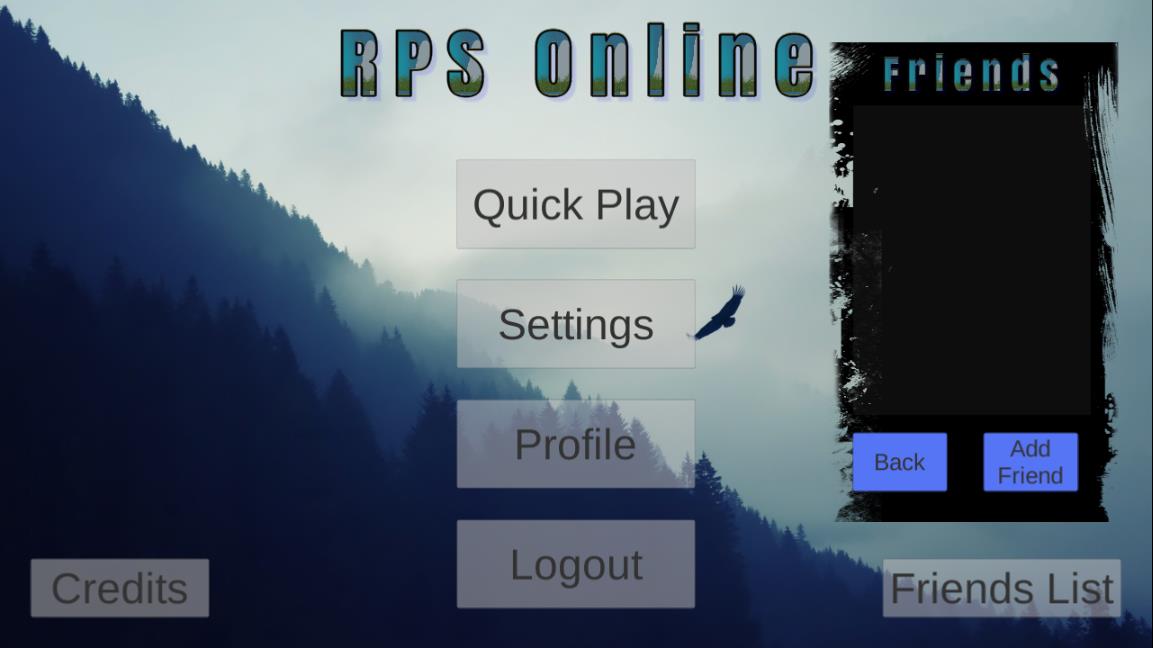 RPS Online
Friends
Quick Play
Settings
Profile
Logout
Back
Add
Friend
Credits
Friends List